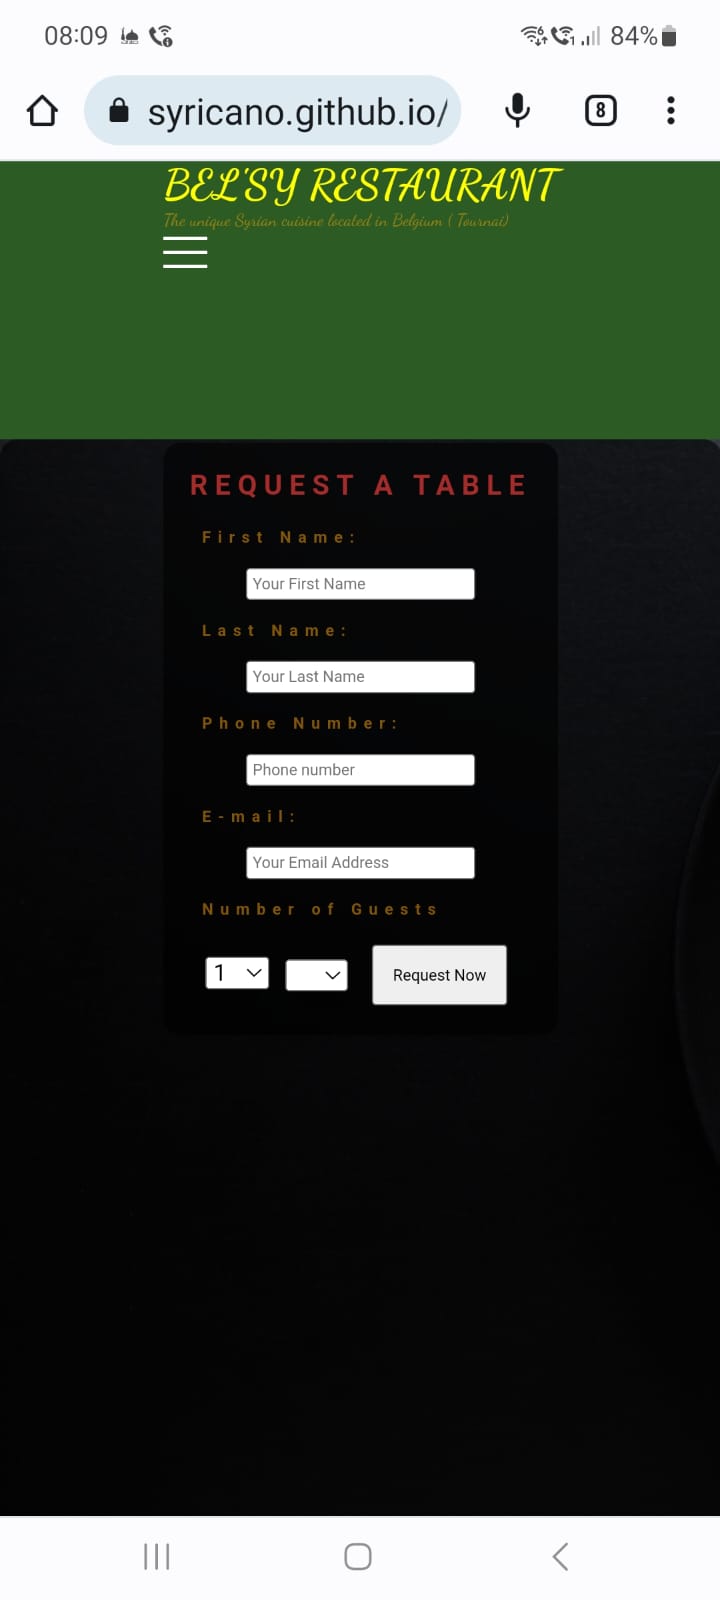 08:09 84%
syricano.github.io/ 8
BEL'SY RESTAURANT
The unique Syrian cuisine located in Belgium ( Tournai)
REQUEST A TABLE
First Name:
Your First Name
Last Name:
Your Last Name
Phone Number:
Phone number
E-mail:
Your Email Address
Number of Guests
1 Request Now